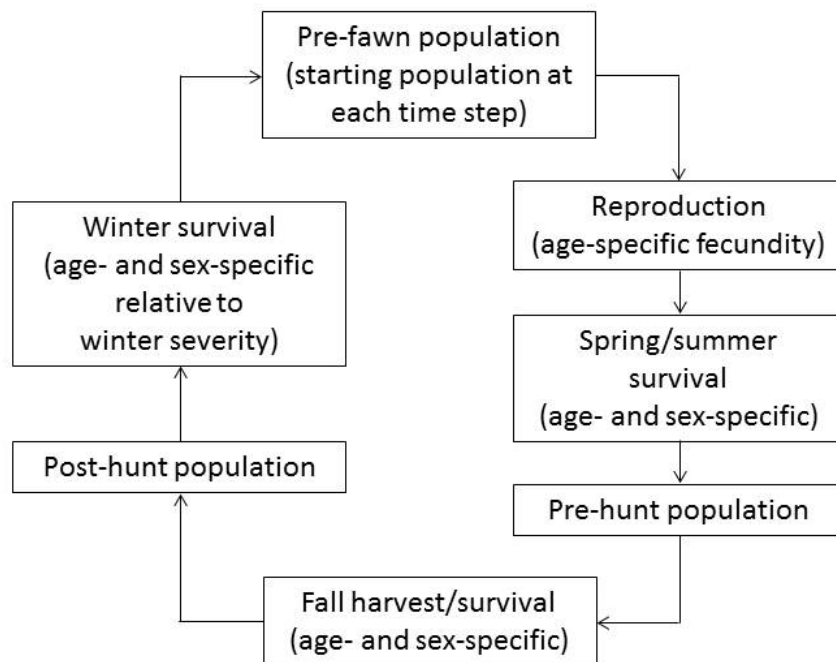 Pre-fawn population
(starting population at
each time step)
Reproduction
(age-specific fecundity)
Spring/summer
survival
(age- and sex-specific)
Pre-hunt population
Fall harvest/survival
(age- and sex-specific)
Post-hunt population
Winter survival
(age- and sex-specific
relative to
winter severity)